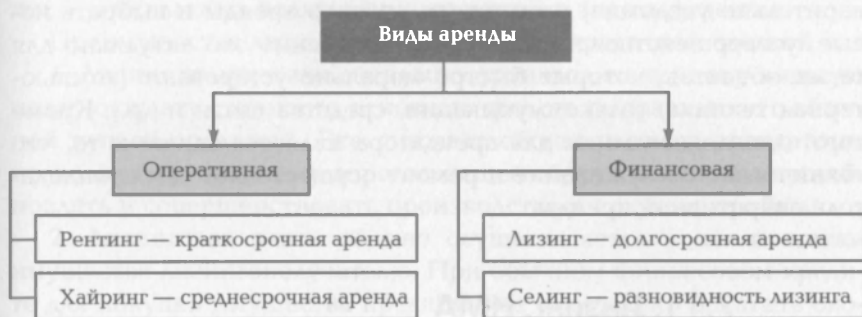 Виды аренды
Оперативная
Финансовая
Рентинг — краткосрочная аренда
Лизинг — долгосрочная аренда
Хайринг — среднесрочная аренда
Селинг — разновидность лизинга